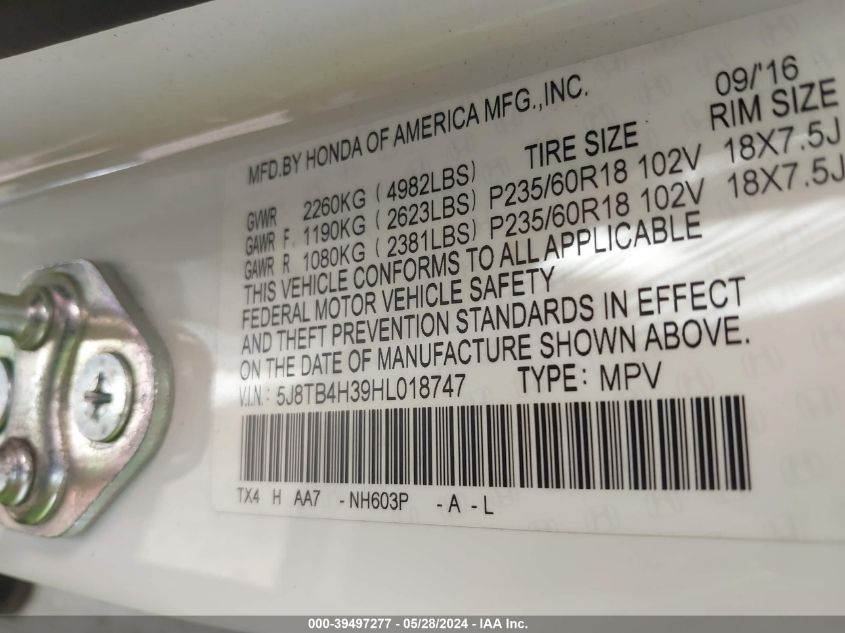 MFD.BY HONDA OF AMERICA MFG.,INC. 09/'16
TIRE SIZE RIM SIZE
GVWR 2260KG ( 4982LBS)
GAWR F 1190KG ( 2623LBS) P235/60R18 102V 18X7.5J
GAWR R 1080KG ( 2381LBS) P235/60R18 102V 18X7.5J
THIS VEHICLE CONFORMS TO ALL APPLICABLE
FEDERAL MOTOR VEHICLE SAFETY
AND THEFT PREVENTION STANDARDS IN EFFECT
ON THE DATE OF MANUFACTURE SHOWN ABOVE.
V.I.N: 5J8TB4H39HL018747 TYPE: MPV
TX4 H AA7 -NH603P -A -L
000-39497277 - 05/28/2024 - IAA Inc.